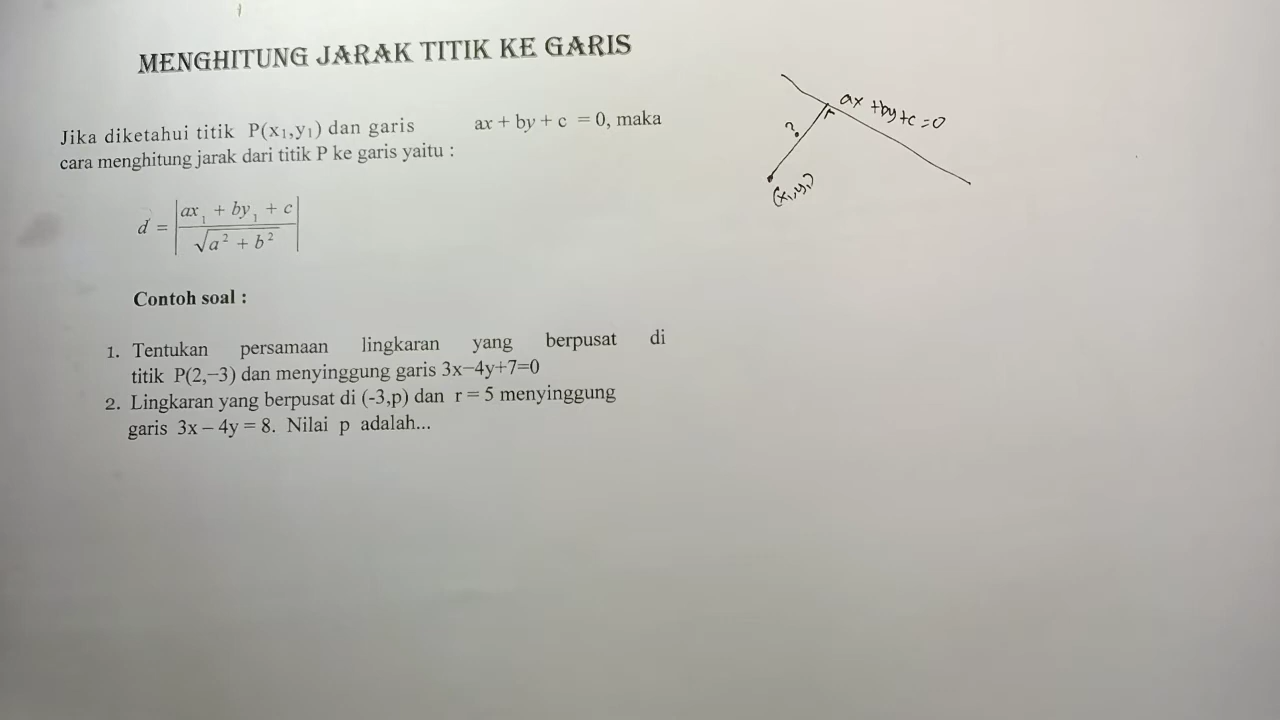 MENGHITUNG JARAK TITIK KE GARIS
Jika diketahui titik P(x₁,y₁) dan garis ax + by + c = 0, maka
cara menghitung jarak dari titik P ke garis yaitu :
d = |(ax₁ + by₁ + c)/√(a² + b²)|
Contoh soal :
1. Tentukan persamaan lingkaran yang berpusat di
titik P(2,−3) dan menyinggung garis 3x−4y+7=0
2. Lingkaran yang berpusat di (-3,p) dan r = 5 menyinggung
garis 3x – 4y = 8. Nilai p adalah...
ax + by + c = 0
?
(x₁,y₁)